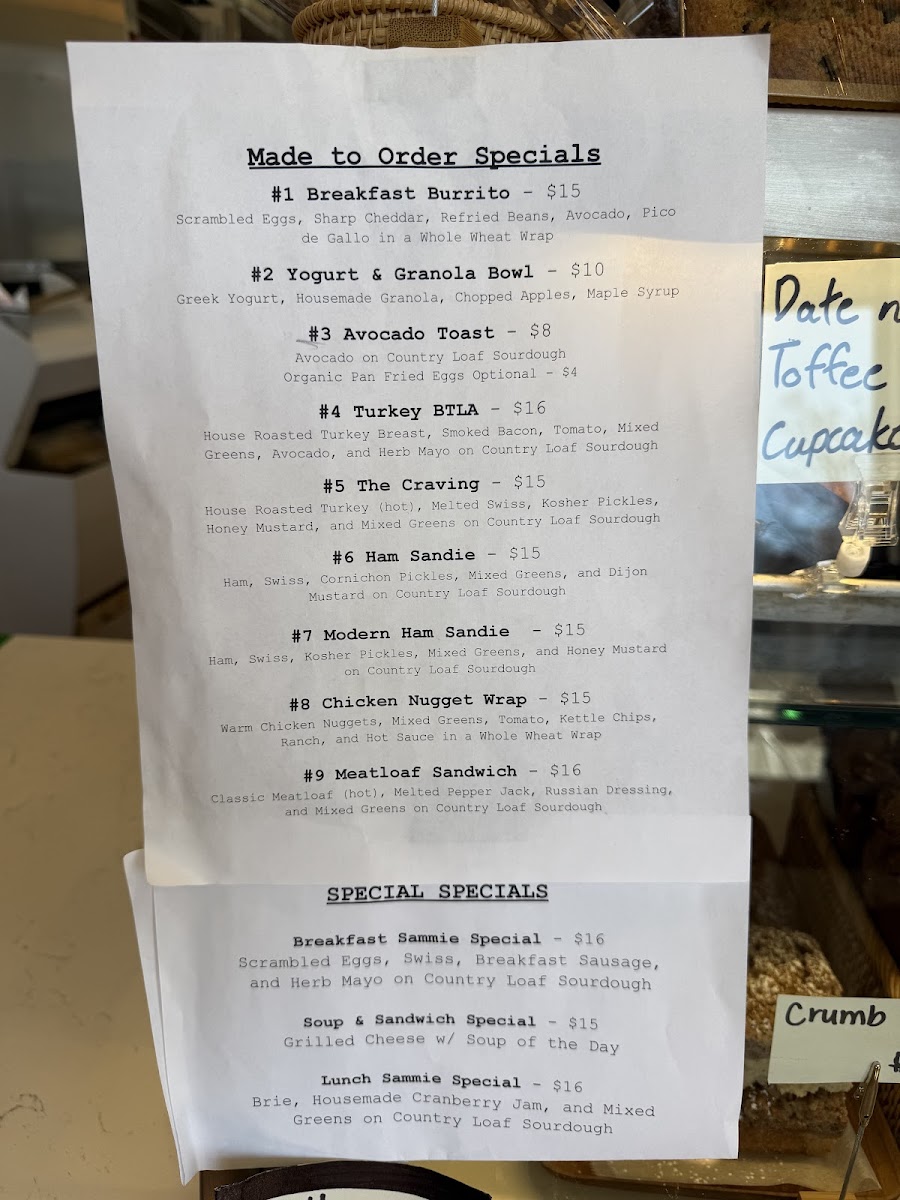 Made to Order Specials
#1 Breakfast Burrito - $15
Scrambled Eggs, Sharp Cheddar, Refried Beans, Avocado, Pico
de Gallo in a Whole Wheat Wrap
#2 Yogurt & Granola Bowl - $10
Greek Yogurt, Housemade Granola, Chopped Apples, Maple Syrup
#3 Avocado Toast - $8
Avocado on Country Loaf Sourdough
Organic Pan Fried Eggs Optional - $4
#4 Turkey BTLA - $16
House Roasted Turkey Breast, Smoked Bacon, Tomato, Mixed
Greens, Avocado, and Herb Mayo on Country Loaf Sourdough
#5 The Craving - $15
House Roasted Turkey (hot), Melted Swiss, Kosher Pickles,
Honey Mustard, and Mixed Greens on Country Loaf Sourdough
#6 Ham Sandie - $15
Ham, Swiss, Cornichon Pickles, Mixed Greens, and Dijon
Mustard on Country Loaf Sourdough
#7 Modern Ham Sandie - $15
Ham, Swiss, Kosher Pickles, Mixed Greens, and Honey Mustard
on Country Loaf Sourdough
#8 Chicken Nugget Wrap - $15
Warm Chicken Nuggets, Mixed Greens, Tomato, Kettle Chips,
Ranch, and Hot Sauce in a Whole Wheat Wrap
#9 Meatloaf Sandwich - $16
Classic Meatloaf (hot), Melted Pepper Jack, Russian Dressing,
and Mixed Greens on Country Loaf Sourdough
SPECIAL SPECIALS
Breakfast Sammie Special - $16
Scrambled Eggs, Swiss, Breakfast Sausage,
and Herb Mayo on Country Loaf Sourdough
Soup & Sandwich Special - $15
Grilled Cheese w/ Soup of the Day
Lunch Sammie Special - $16
Brie, Housemade Cranberry Jam, and Mixed
Greens on Country Loaf Sourdough
Date
Toffee
Crumb